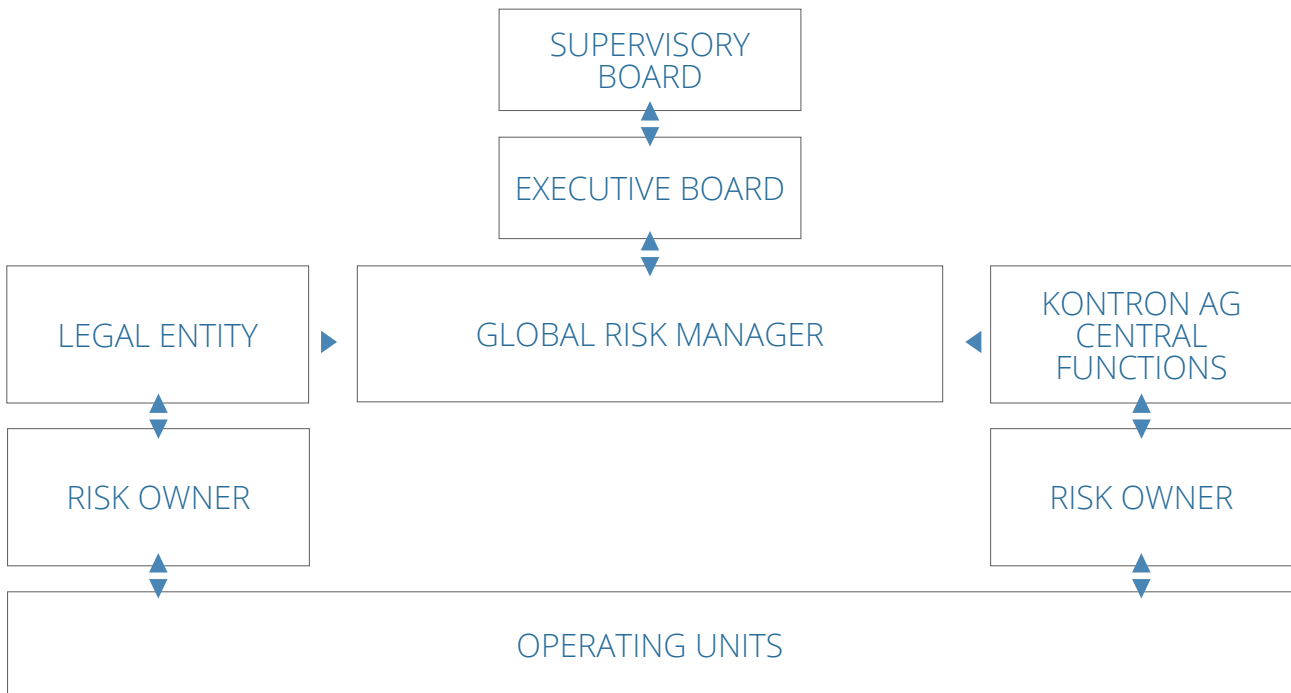 SUPERVISORY
BOARD
EXECUTIVE BOARD
LEGAL ENTITY
GLOBAL RISK MANAGER
KONTRON AG
CENTRAL
FUNCTIONS
RISK OWNER
RISK OWNER
OPERATING UNITS